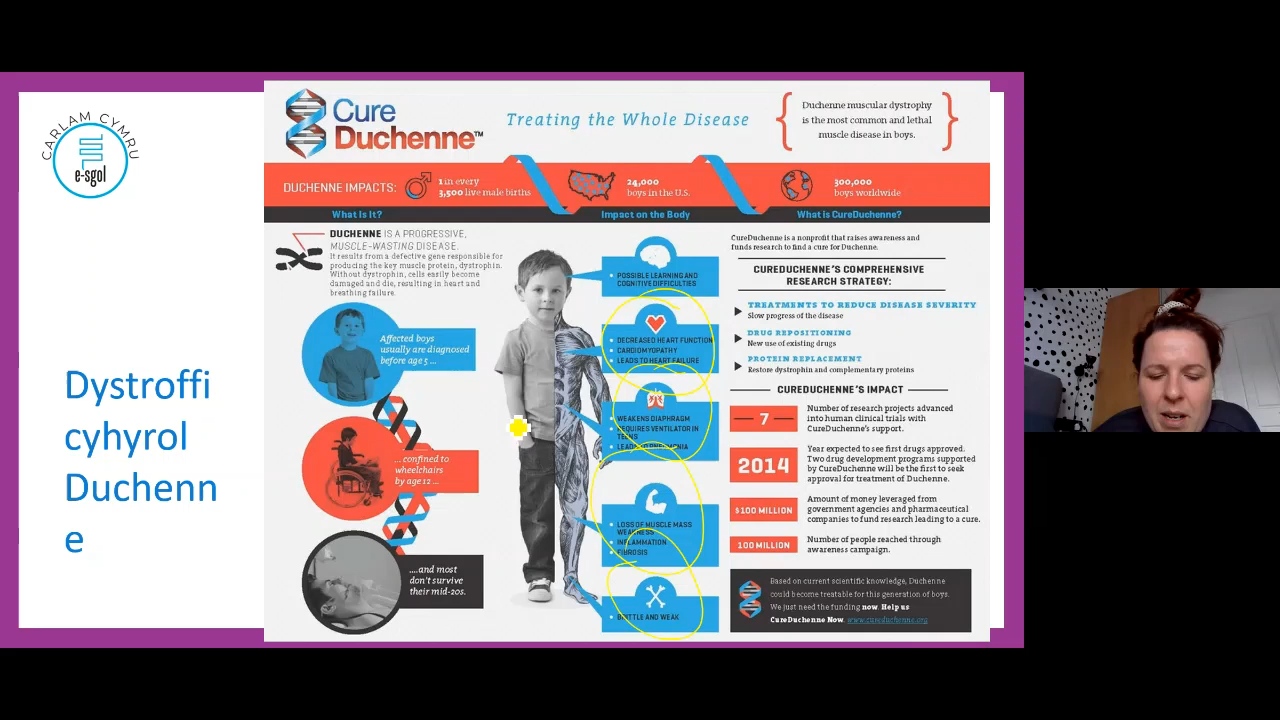 CARLAM CYMRU
e-sgol
Dystroffi
cyhyrol
Duchenn
e
Cure
Duchenne™
Treating the Whole Disease
Duchenne muscular dystrophy
is the most common and lethal
muscle disease in boys.
DUCHENNE IMPACTS:
1 in every
3,500 live male births
24,000
boys in the U.S.
300,000
boys worldwide
What Is It?
Impact on the Body
What is CureDuchenne?
DUCHENNE IS A PROGRESSIVE,
MUSCLE-WASTING DISEASE.
It results from a defective gene responsible for
producing the key muscle protein, dystrophin.
Without dystrophin, cells easily become
damaged and die, resulting in heart and
breathing failure.
Affected boys
usually are diagnosed
before age 5 ...
... confined to
wheelchairs
by age 12 ...
....and most
don't survive
their mid-20s.
POSSIBLE LEARNING AND
COGNITIVE DIFFICULTIES
DECREASED HEART FUNCTION
CARDIOMYOPATHY
LEADS TO HEART FAILURE
WEAKENS DIAPHRAGM
REQUIRES VENTILATOR IN
TEENS
LEADS TO PNEUMONIA
LOSS OF MUSCLE MASS
WEAKNESS
INFLAMMATION
FIBROSIS
BRITTLE AND WEAK
CureDuchenne is a nonprofit that raises awareness and
funds research to find a cure for Duchenne.
CUREDUCHENNE'S COMPREHENSIVE
RESEARCH STRATEGY:
TREATMENTS TO REDUCE DISEASE SEVERITY
Slow progress of the disease
DRUG REPOSITIONING
New use of existing drugs
PROTEIN REPLACEMENT
Restore dystrophin and complementary proteins
CUREDUCHENNE'S IMPACT
7
Number of research projects advanced
into human clinical trials with
CureDuchenne's support.
2014
Year expected to see first drugs approved.
Two drug development programs supported
by CureDuchenne will be the first to seek
approval for treatment of Duchenne.
$100 MILLION
Amount of money leveraged from
government agencies and pharmaceutical
companies to fund research leading to a cure.
100 MILLION
Number of people reached through
awareness campaign.
Based on current scientific knowledge, Duchenne
could become treatable for this generation of boys.
We just need the funding now. Help us
CureDuchenne Now. www.cureduchenne.org